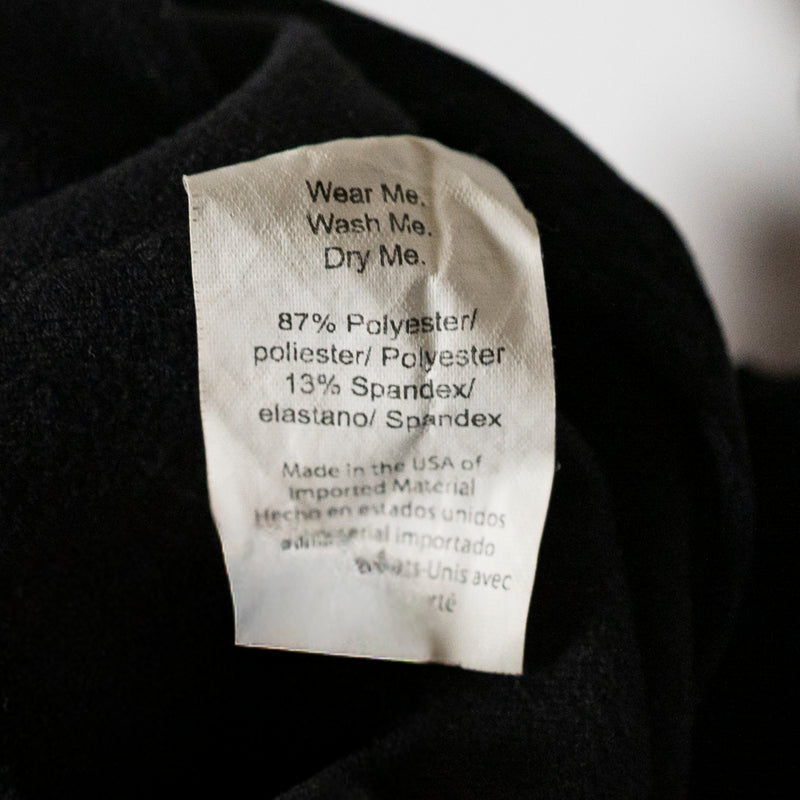 Wear Me.
Wash Me.
Dry Me.
87% Polyester/
poliester/ Polyester
13% Spandex/
elastano/ Spandex
Made in the USA of
Imported Material
Hecho en estados unidos
importado
avec